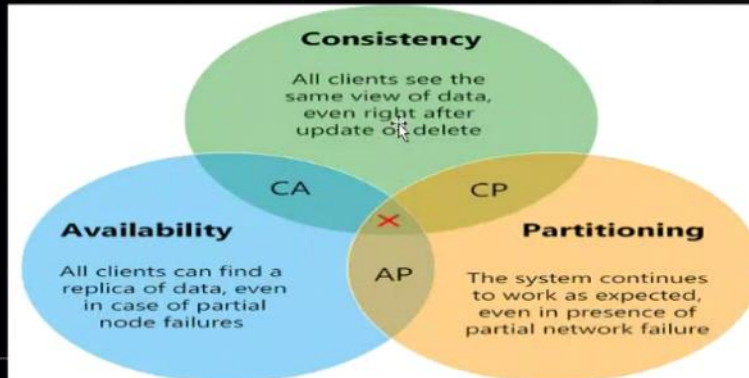 Consistency
All clients see the
same view of data,
even right after
update or delete
CA
CP
Availability
All clients can find a
replica of data, even
in case of partial
node failures
AP
Partitioning
The system continues
to work as expected,
even in presence of
partial network failure